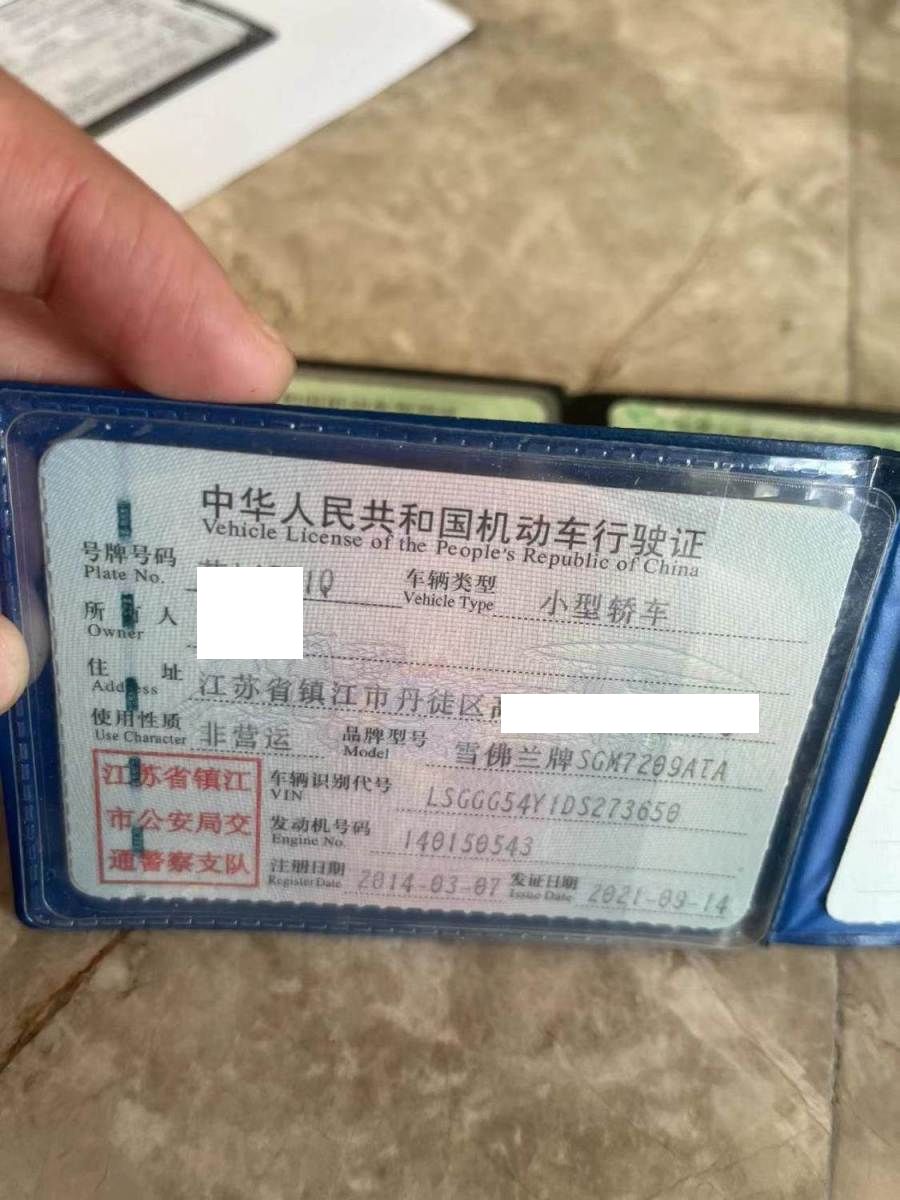 中华人民共和国机动车行驶证
Vehicle License of the People's Republic of China
号牌号码 1Q 车辆类型 小型轿车
Plate No. Vehicle Type
所有人
Owner
住址 江苏省镇江市丹徒区
Address
使用性质 非营运 品牌型号 雪佛兰牌SGM7209ATA
Use Character Model
江苏省镇江
市公安局交
通警察支队
车辆识别代号 LSGGG54Y1DS273650
VIN
发动机号码 140150543
Engine No.
注册日期 2014-03-07 发证日期 2021-09-14
Register Date Issue Date